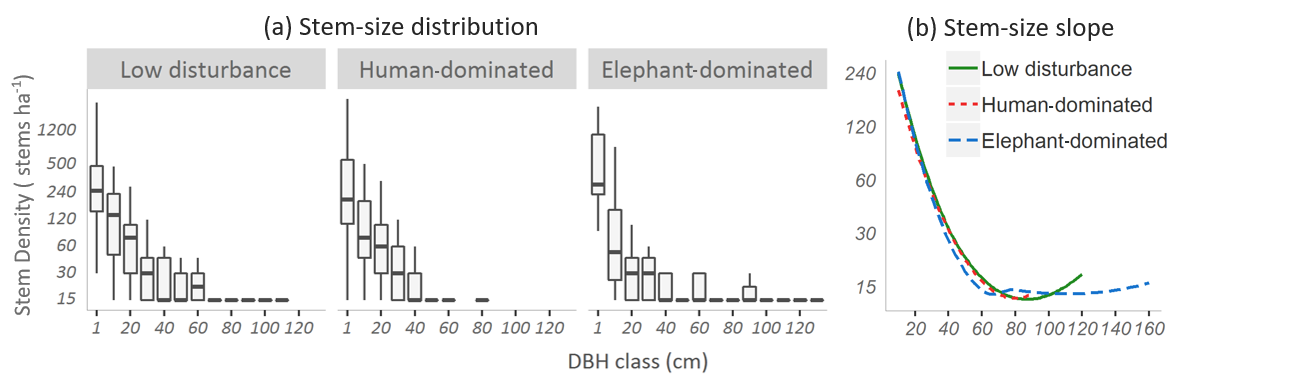 (a) Stem-size distribution
Low disturbance
Human-dominated
Elephant-dominated
Stem Density ( stems ha-1)
1200
500
240
120
60
30
15
1 20 40 60 80 100 120
1 20 40 60 80 100 120
1 20 40 60 80 100 120
DBH class (cm)
(b) Stem-size slope
Low disturbance
Human-dominated
Elephant-dominated
240
120
60
30
15
20 40 60 80 100 120 140 160